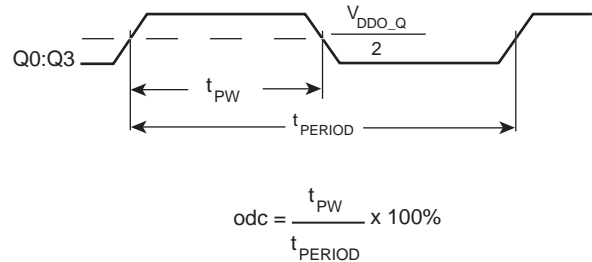 V_DDO_Q
2
Q0:Q3
t_PW
t_PERIOD
odc = t_PW / t_PERIOD x 100%